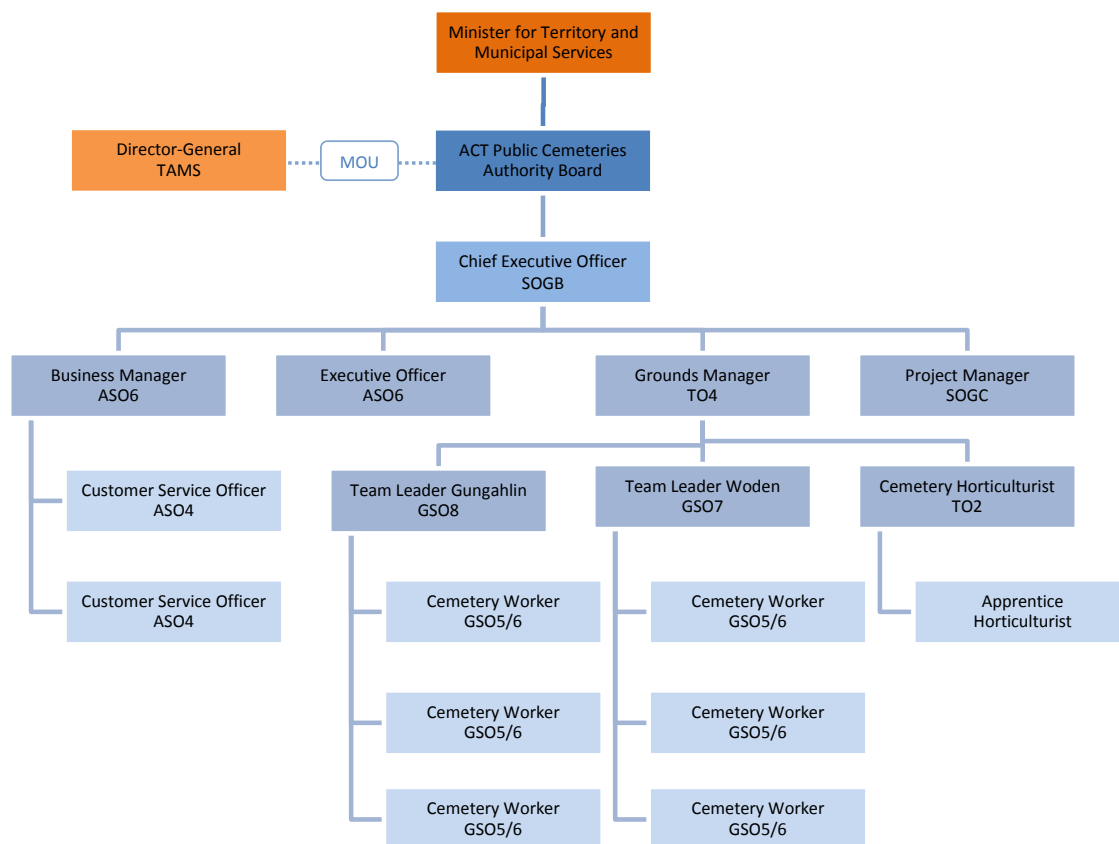 Minister for Territory and
Municipal Services
Director-General
TAMS
MOU
ACT Public Cemeteries
Authority Board
Chief Executive Officer
SOGB
Business Manager
ASO6
Executive Officer
ASO6
Grounds Manager
TO4
Project Manager
SOGC
Customer Service Officer
ASO4
Team Leader Gungahlin
GSO8
Team Leader Woden
GSO7
Cemetery Horticulturist
TO2
Customer Service Officer
ASO4
Cemetery Worker
GSO5/6
Cemetery Worker
GSO5/6
Apprentice
Horticulturist
Cemetery Worker
GSO5/6
Cemetery Worker
GSO5/6
Cemetery Worker
GSO5/6
Cemetery Worker
GSO5/6